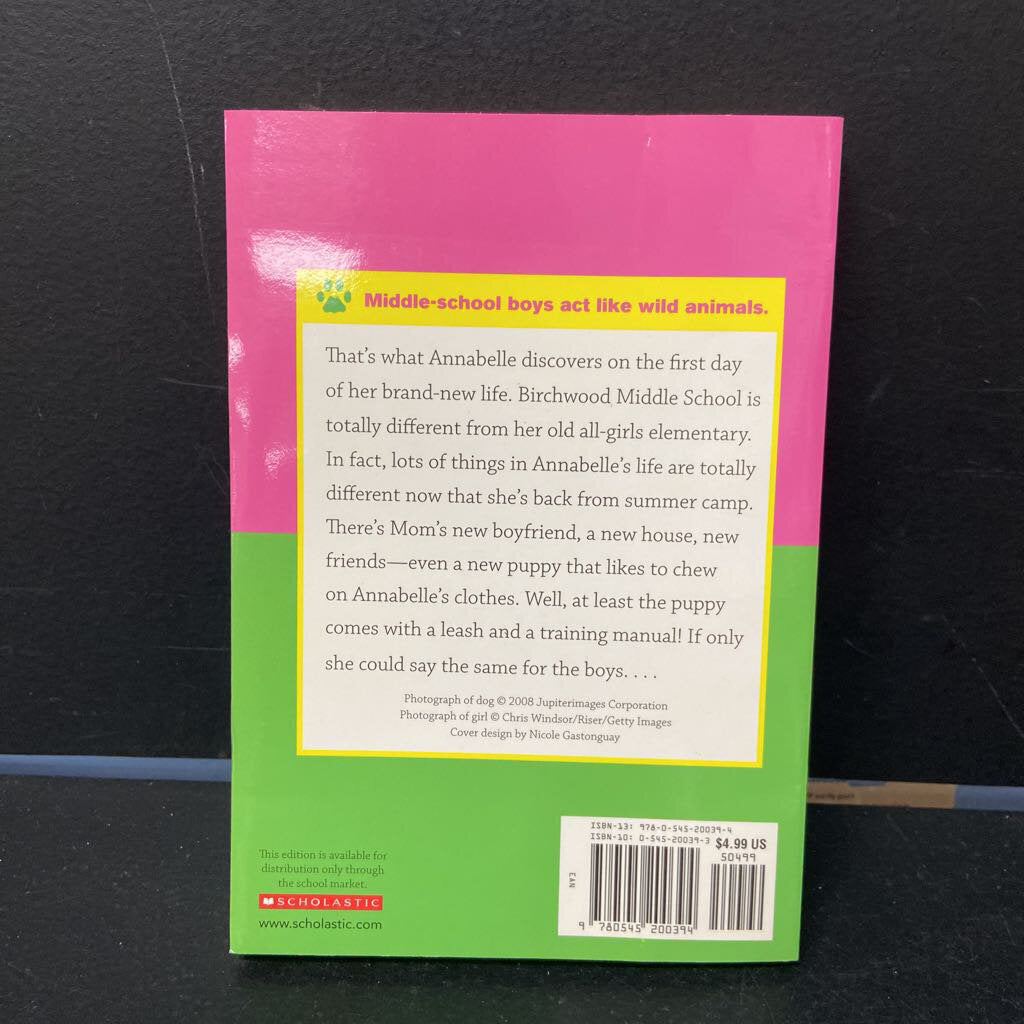 Middle-school boys act like wild animals.
That's what Annabelle discovers on the first day
of her brand-new life. Birchwood Middle School is
totally different from her old all-girls elementary.
In fact, lots of things in Annabelle's life are totally
different now that she's back from summer camp.
There's Mom's new boyfriend, a new house, new
friends—even a new puppy that likes to chew
on Annabelle's clothes. Well, at least the puppy
comes with a leash and a training manual! If only
she could say the same for the boys. . . .
Photograph of dog © 2008 Jupiterimages Corporation
Photograph of girl © Chris Windsor/Riser/Getty Images
Cover design by Nicole Gastonguay
This edition is available for
distribution only through
the school market.
SCHOLASTIC
www.scholastic.com
ISBN-13: 978-0-545-20039-4
ISBN-10: 0-545-20039-3
$4.99 US
50499
EAN
9 780545 200394